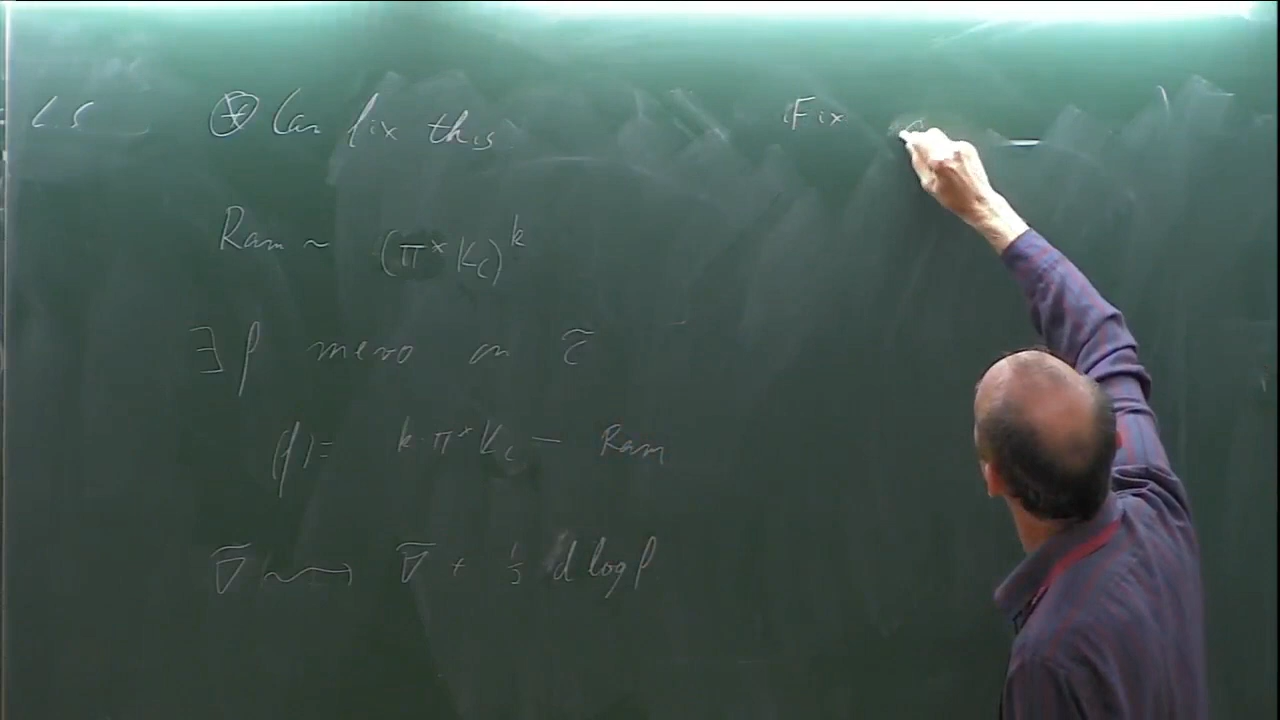 ⊛ Can fix this
Ram ~ (π* K_C)^k
∃ f mero on C̃
(f) = k·π* K_C − Ram
∇̃ ⇝ ∇̃ + ½ d log f
Fix